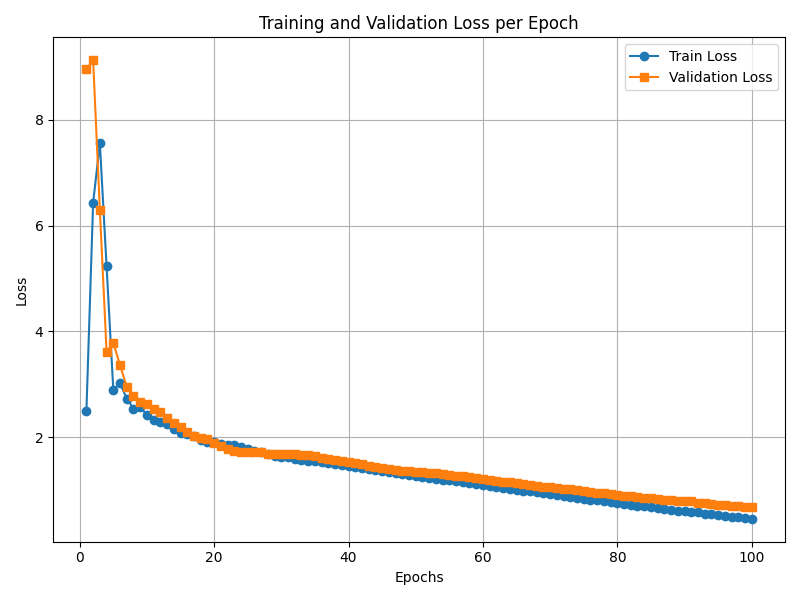 Training and Validation Loss per Epoch
Train Loss
Validation Loss
8
6
4
2
Loss
0 20 40 60 80 100
Epochs